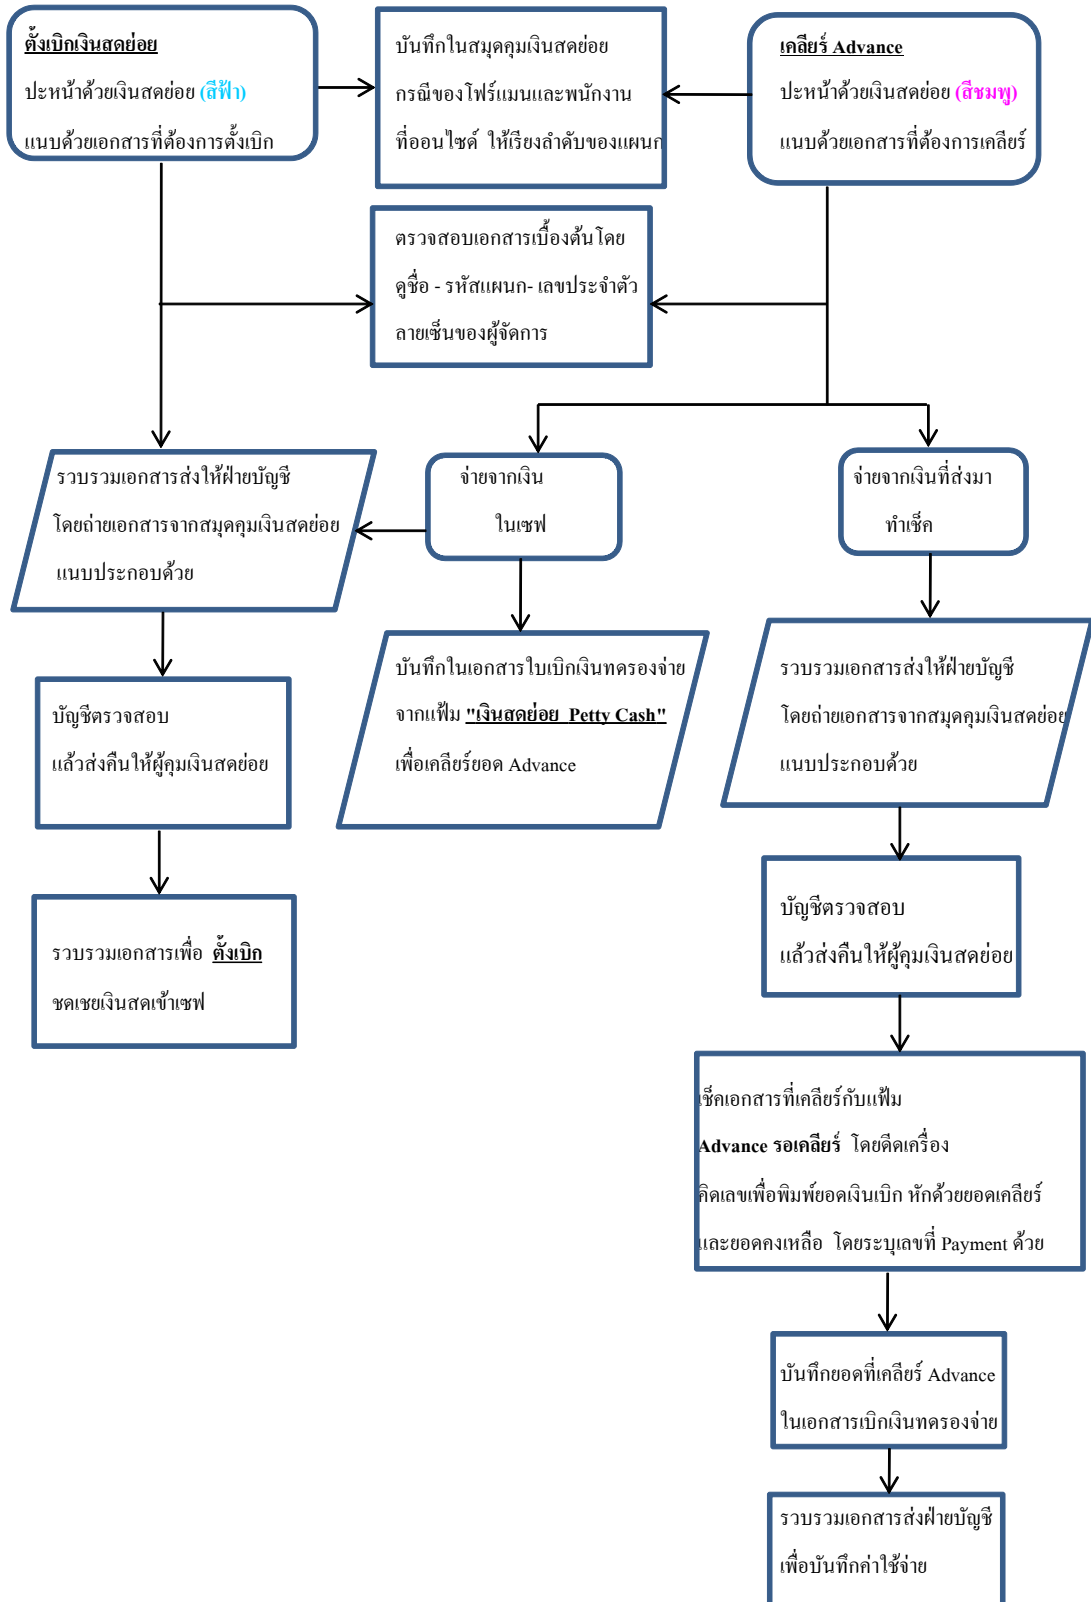 ตั้งเบิกเงินสดย่อย
ปะหน้าด้วยเงินสดย่อย (สีฟ้า)
แนบด้วยเอกสารที่ต้องการตั้งเบิก
บันทึกในสมุดคุมเงินสดย่อย
กรณีของโฟร์แมนและพนักงาน
ที่ออนไซด์ ให้เรียงลำดับของแผนก
เคลียร์ Advance
ปะหน้าด้วยเงินสดย่อย (สีชมพู)
แนบด้วยเอกสารที่ต้องการเคลียร์
ตรวจสอบเอกสารเบื้องต้นโดย
ดูชื่อ - รหัสแผนก- เลขประจำตัว
ลายเซ็นของผู้จัดการ
รวบรวมเอกสารส่งให้ฝ่ายบัญชี
โดยถ่ายเอกสารจากสมุดคุมเงินสดย่อย
แนบประกอบด้วย
จ่ายจากเงิน
ในเซฟ
จ่ายจากเงินที่ส่งมา
ทำเช็ค
บัญชีตรวจสอบ
แล้วส่งคืนให้ผู้คุมเงินสดย่อย
บันทึกในเอกสารใบเบิกเงินทดรองจ่าย
จากแฟ้ม "เงินสดย่อย Petty Cash"
เพื่อเคลียร์ยอด Advance
รวบรวมเอกสารส่งให้ฝ่ายบัญชี
โดยถ่ายเอกสารจากสมุดคุมเงินสดย่อย
แนบประกอบด้วย
รวบรวมเอกสารเพื่อ ตั้งเบิก
ชดเชยเงินสดเข้าเซฟ
บัญชีตรวจสอบ
แล้วส่งคืนให้ผู้คุมเงินสดย่อย
เช็คเอกสารที่เคลียร์กับแฟ้ม
Advance รอเคลียร์ โดยดีดเครื่อง
คิดเลขเพื่อพิมพ์ยอดเงินเบิก หักด้วยยอดเคลียร์
และยอดคงเหลือ โดยระบุเลขที่ Payment ด้วย
บันทึกยอดที่เคลียร์ Advance
ในเอกสารเบิกเงินทดรองจ่าย
รวบรวมเอกสารส่งฝ่ายบัญชี
เพื่อบันทึกค่าใช้จ่าย